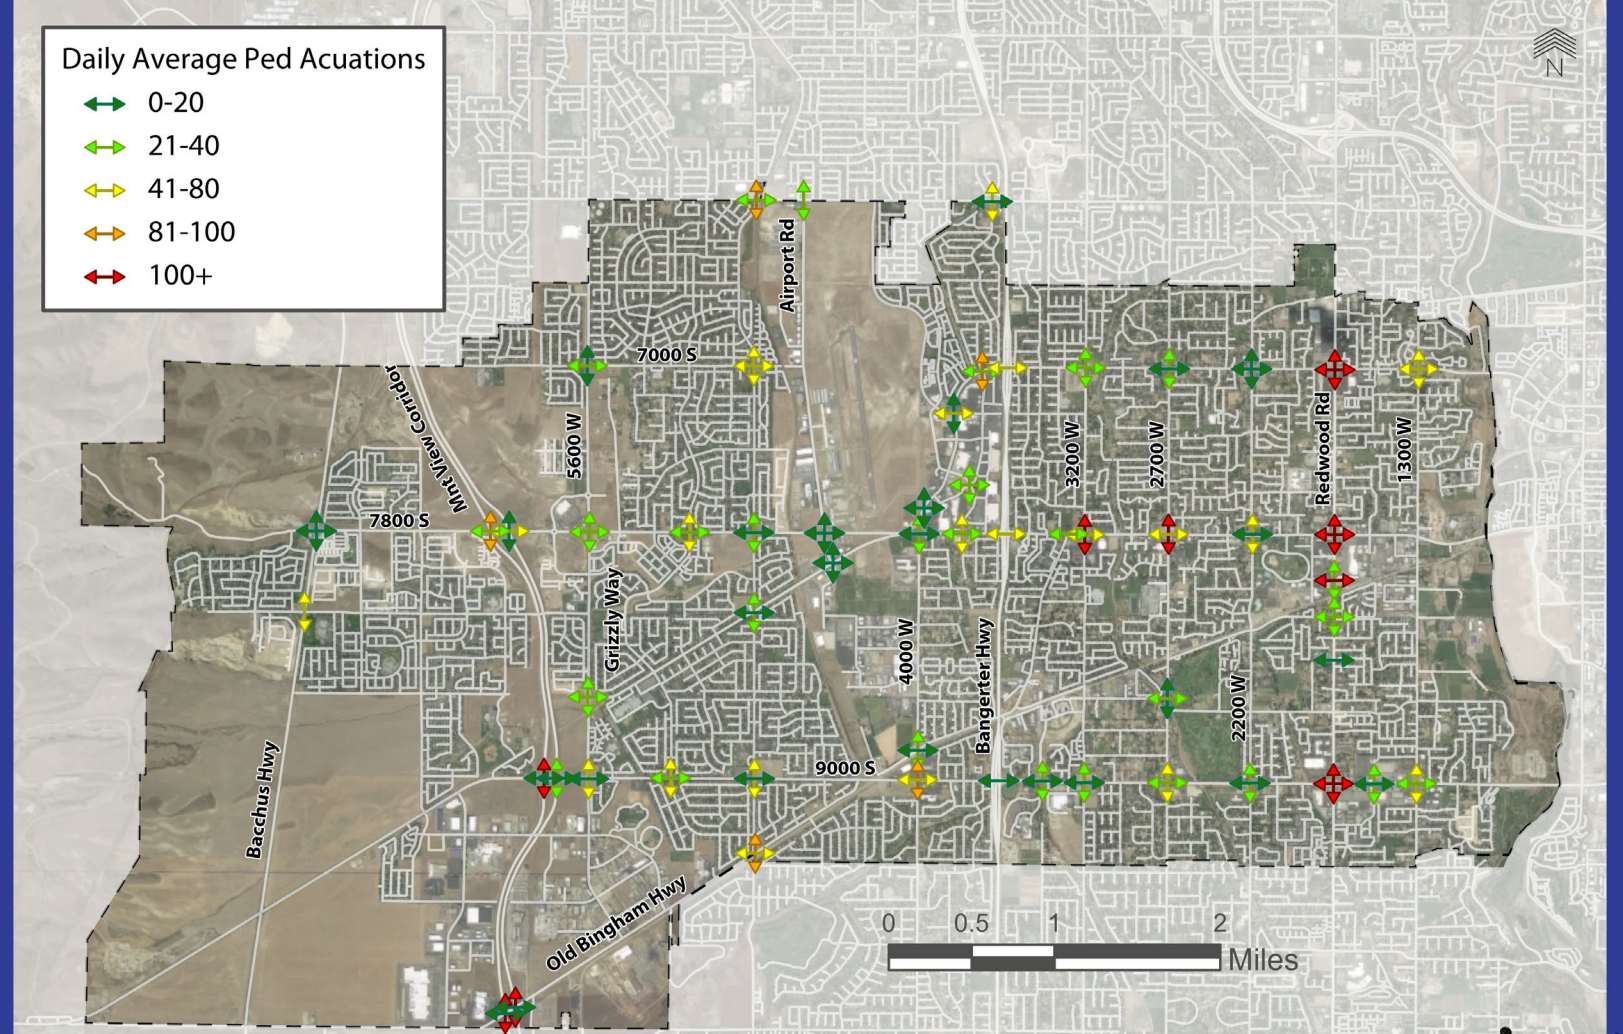 Daily Average Ped Acuations
0-20
21-40
41-80
81-100
100+
N
Airport Rd
7000 S
Mnt View Corridor
5600 W
3200 W
2700 W
Redwood Rd
1300 W
7800 S
Grizzly Way
4000 W
Bangerter Hwy
2200 W
Bacchus Hwy
9000 S
Old Bingham Hwy
0 0.5 1 2
Miles